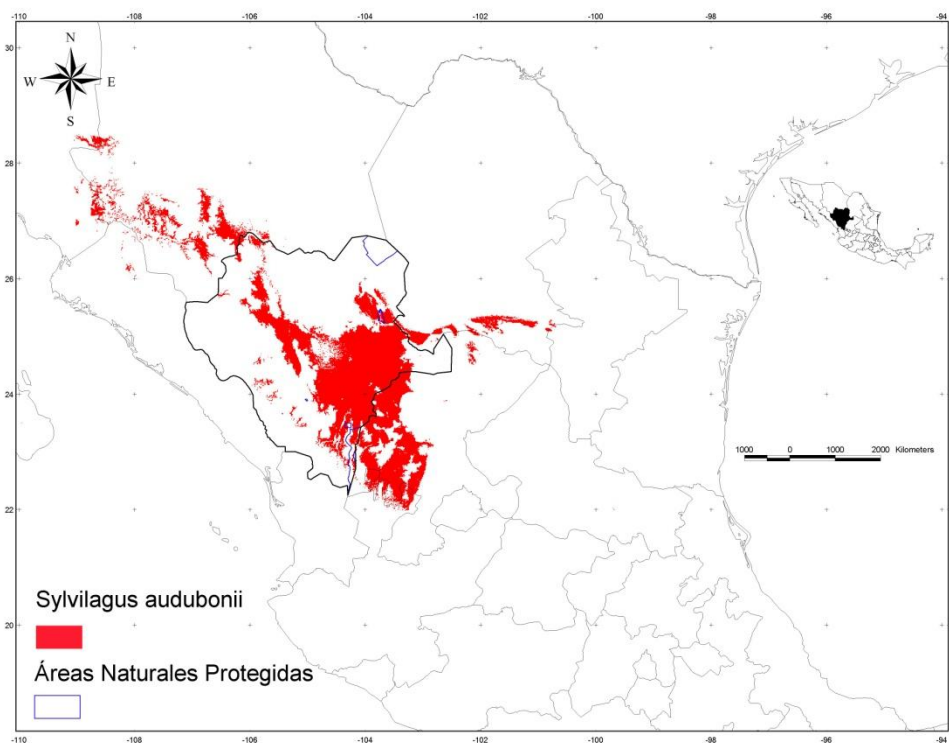 -110 -108 -106 -104 -102 -100 -98 -96 -94
30
28
26
24
22
20
N
W E
S
1000 0 1000 2000 Kilometers
Sylvilagus audubonii
Áreas Naturales Protegidas
-110 -108 -106 -104 -102 -100 -98 -96 -94